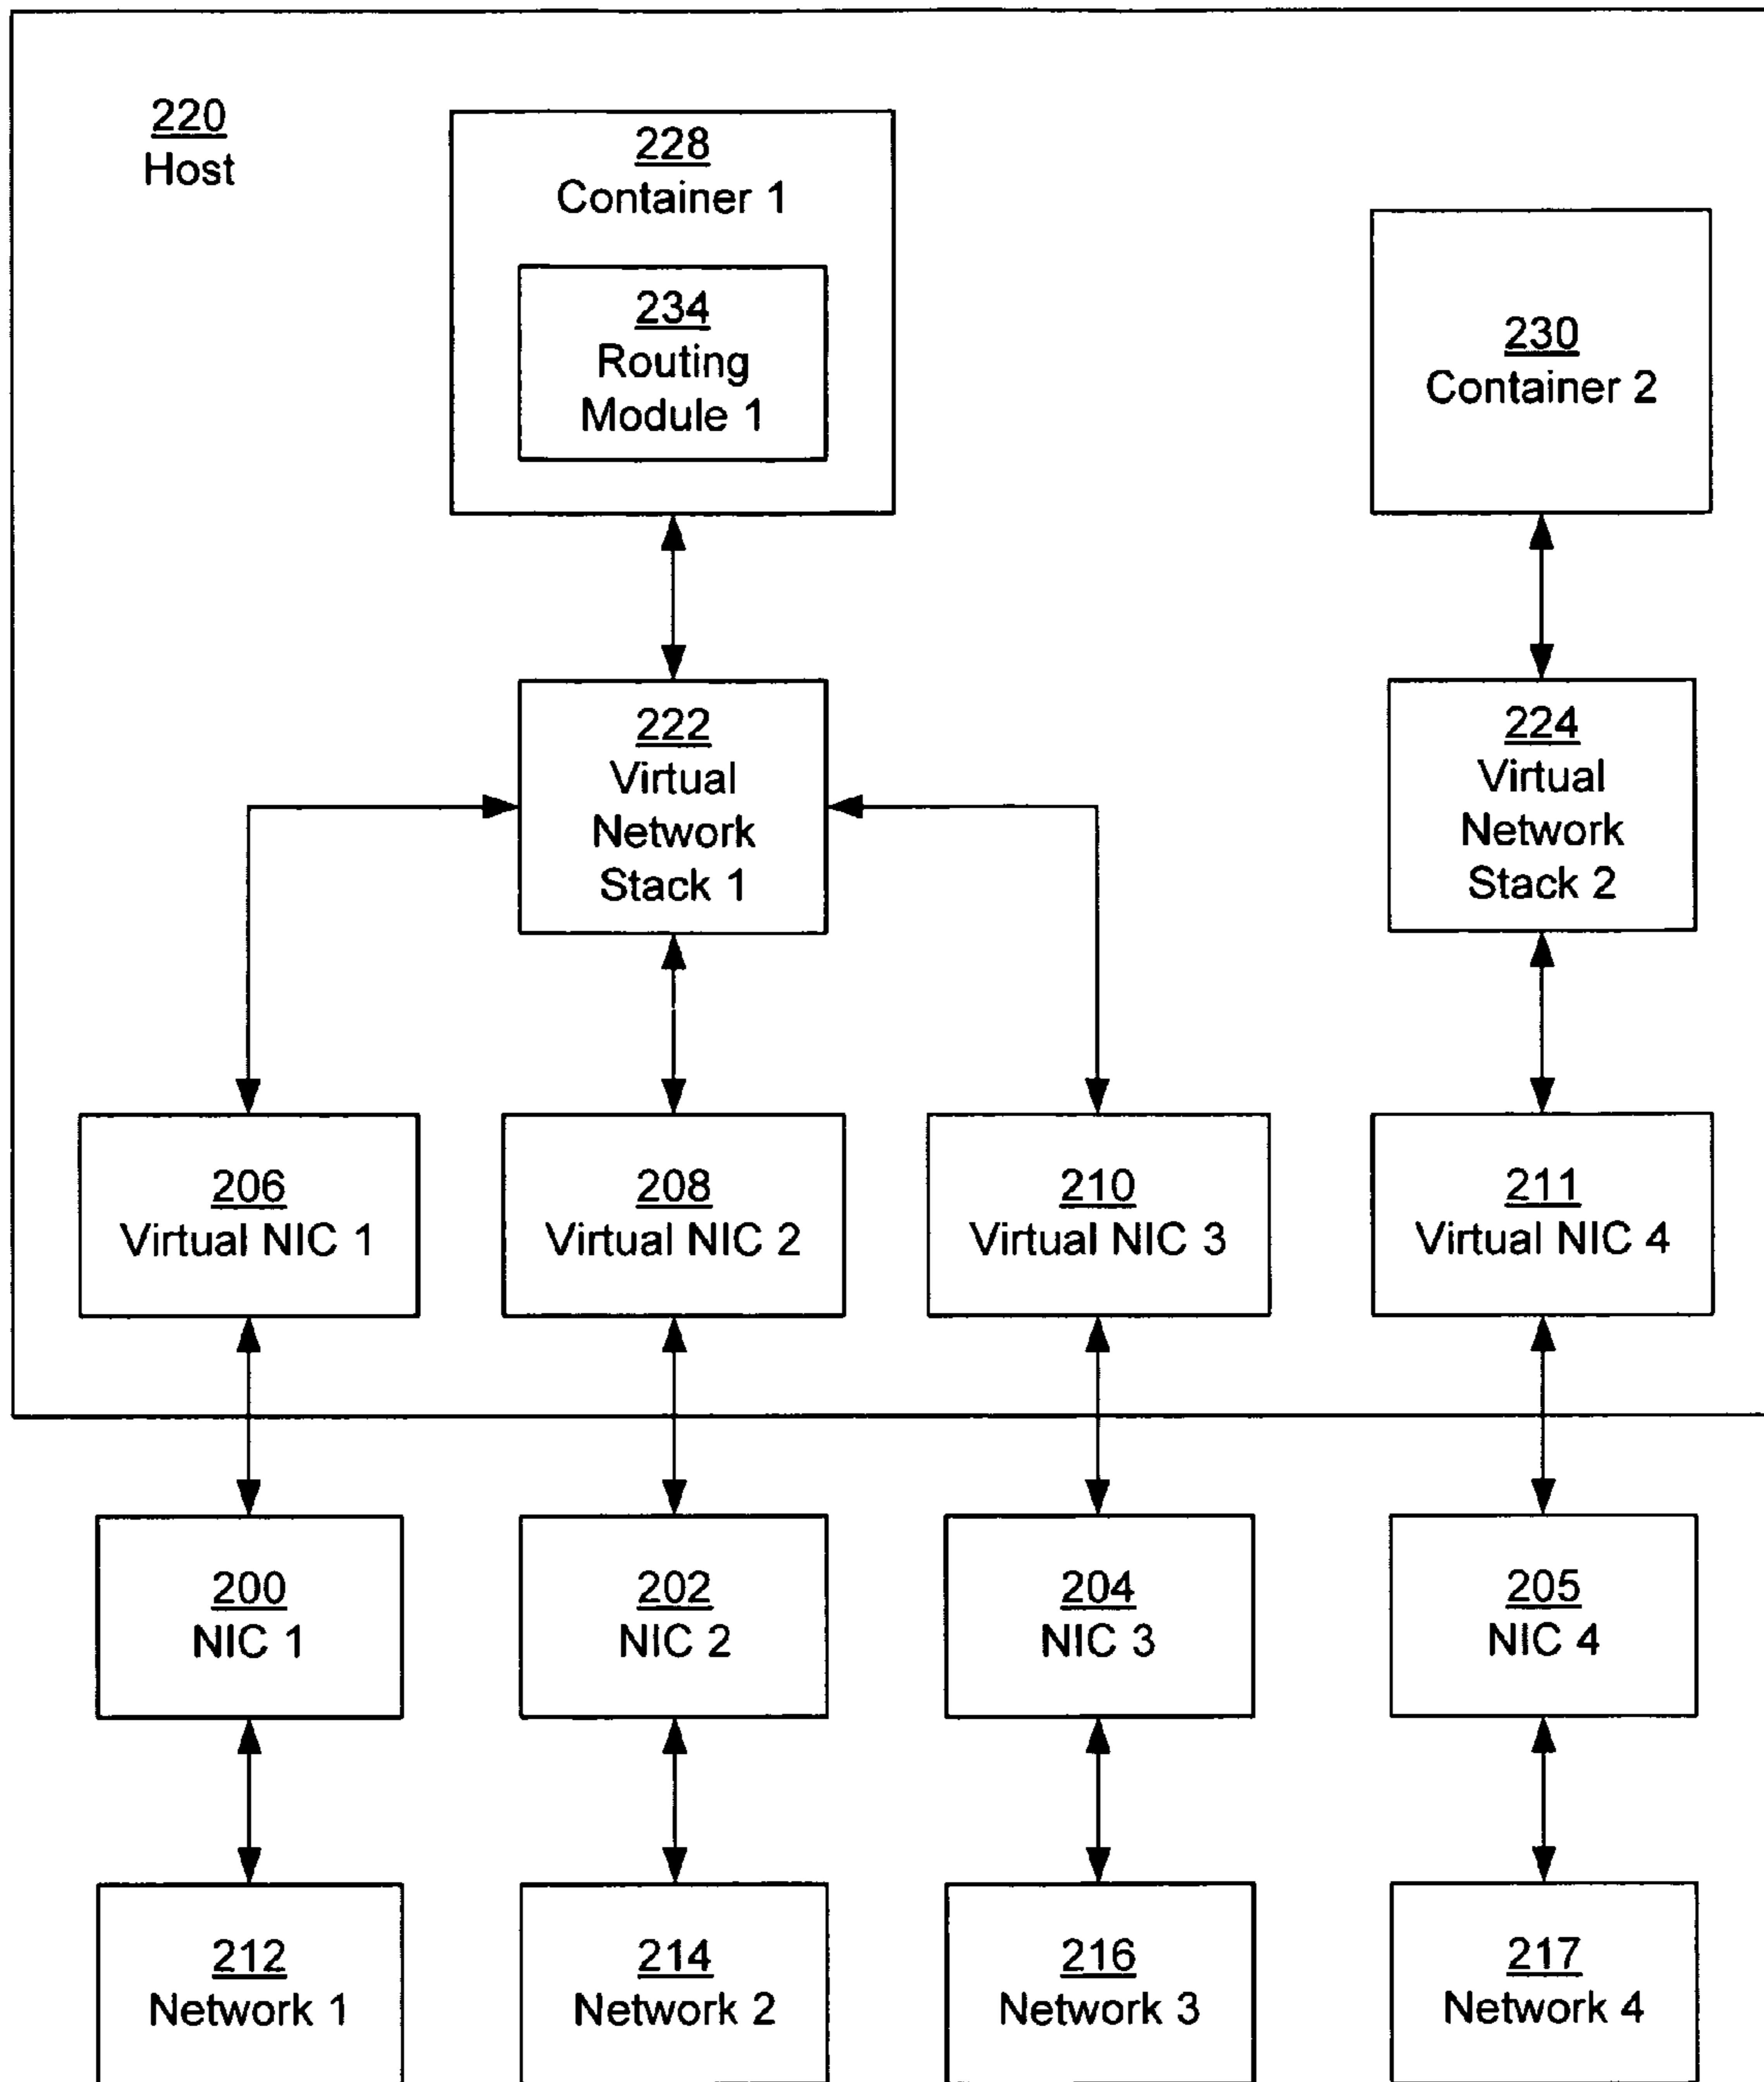 220
Host
228
Container 1
234
Routing
Module 1
230
Container 2
222
Virtual
Network
Stack 1
224
Virtual
Network
Stack 2
206
Virtual NIC 1
208
Virtual NIC 2
210
Virtual NIC 3
211
Virtual NIC 4
200
NIC 1
202
NIC 2
204
NIC 3
205
NIC 4
212
Network 1
214
Network 2
216
Network 3
217
Network 4